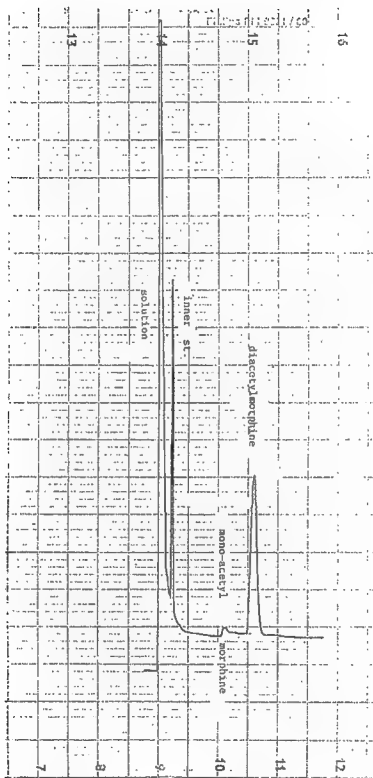 13 14 15 16
solution
inner st.
diacetylmorphine
mono-acetyl
morphine
7 8 9 10 11 12